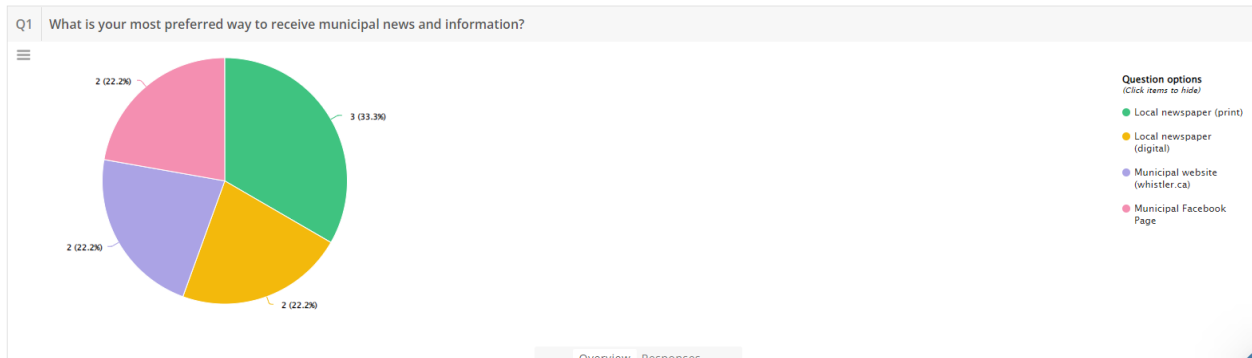 Q1 What is your most preferred way to receive municipal news and information?
2 (22.2%)
3 (33.3%)
2 (22.2%)
2 (22.2%)
Question options
(Click items to hide)
Local newspaper (print)
Local newspaper
(digital)
Municipal website
(whistler.ca)
Municipal Facebook
Page
Overview Responses